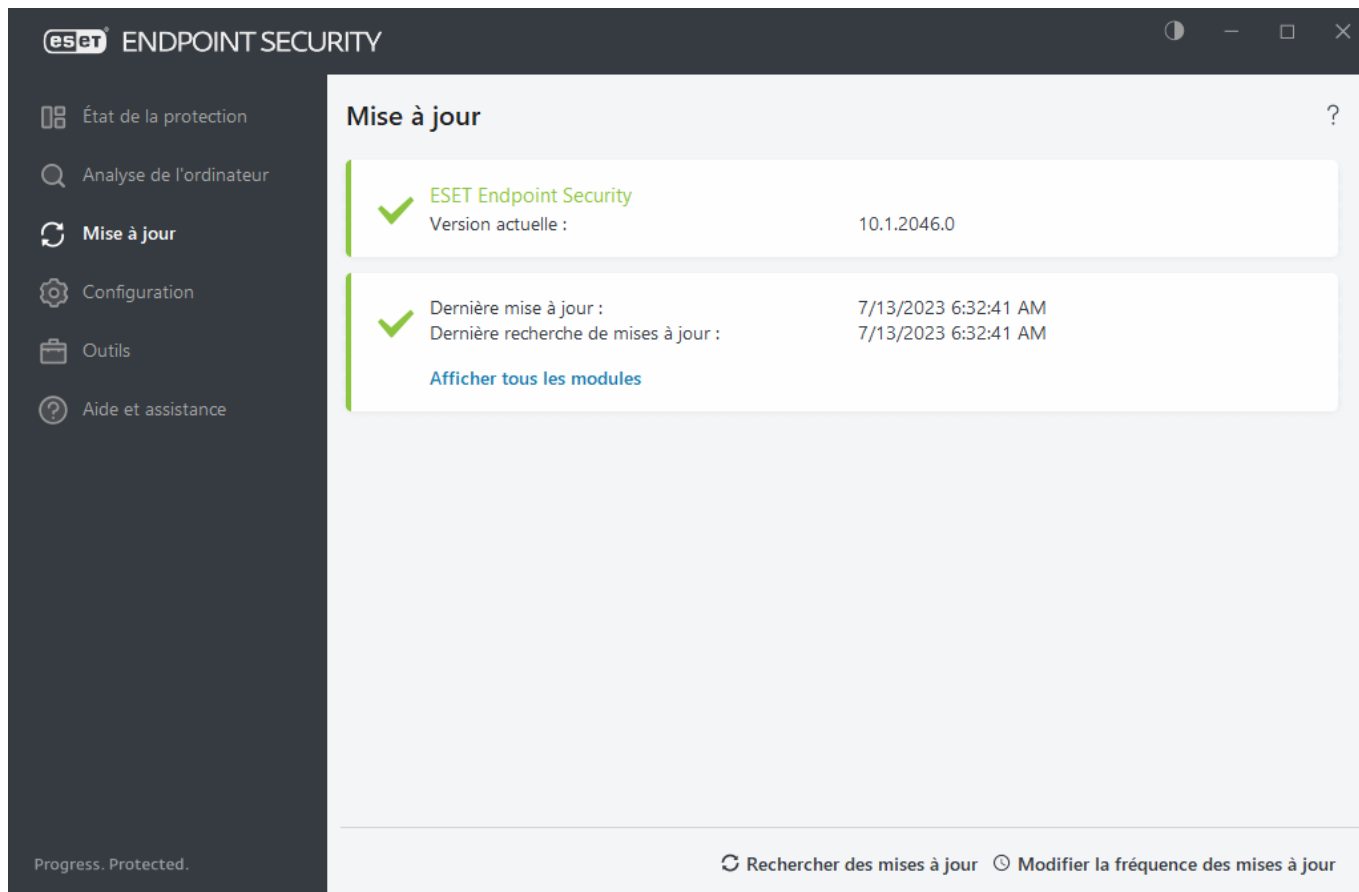 eset ENDPOINT SECURITY
État de la protection
Analyse de l'ordinateur
Mise à jour
Configuration
Outils
Aide et assistance
Progress. Protected.
Mise à jour
?
ESET Endpoint Security
Version actuelle : 10.1.2046.0
Dernière mise à jour : 7/13/2023 6:32:41 AM
Dernière recherche de mises à jour : 7/13/2023 6:32:41 AM
Afficher tous les modules
Rechercher des mises à jour Modifier la fréquence des mises à jour